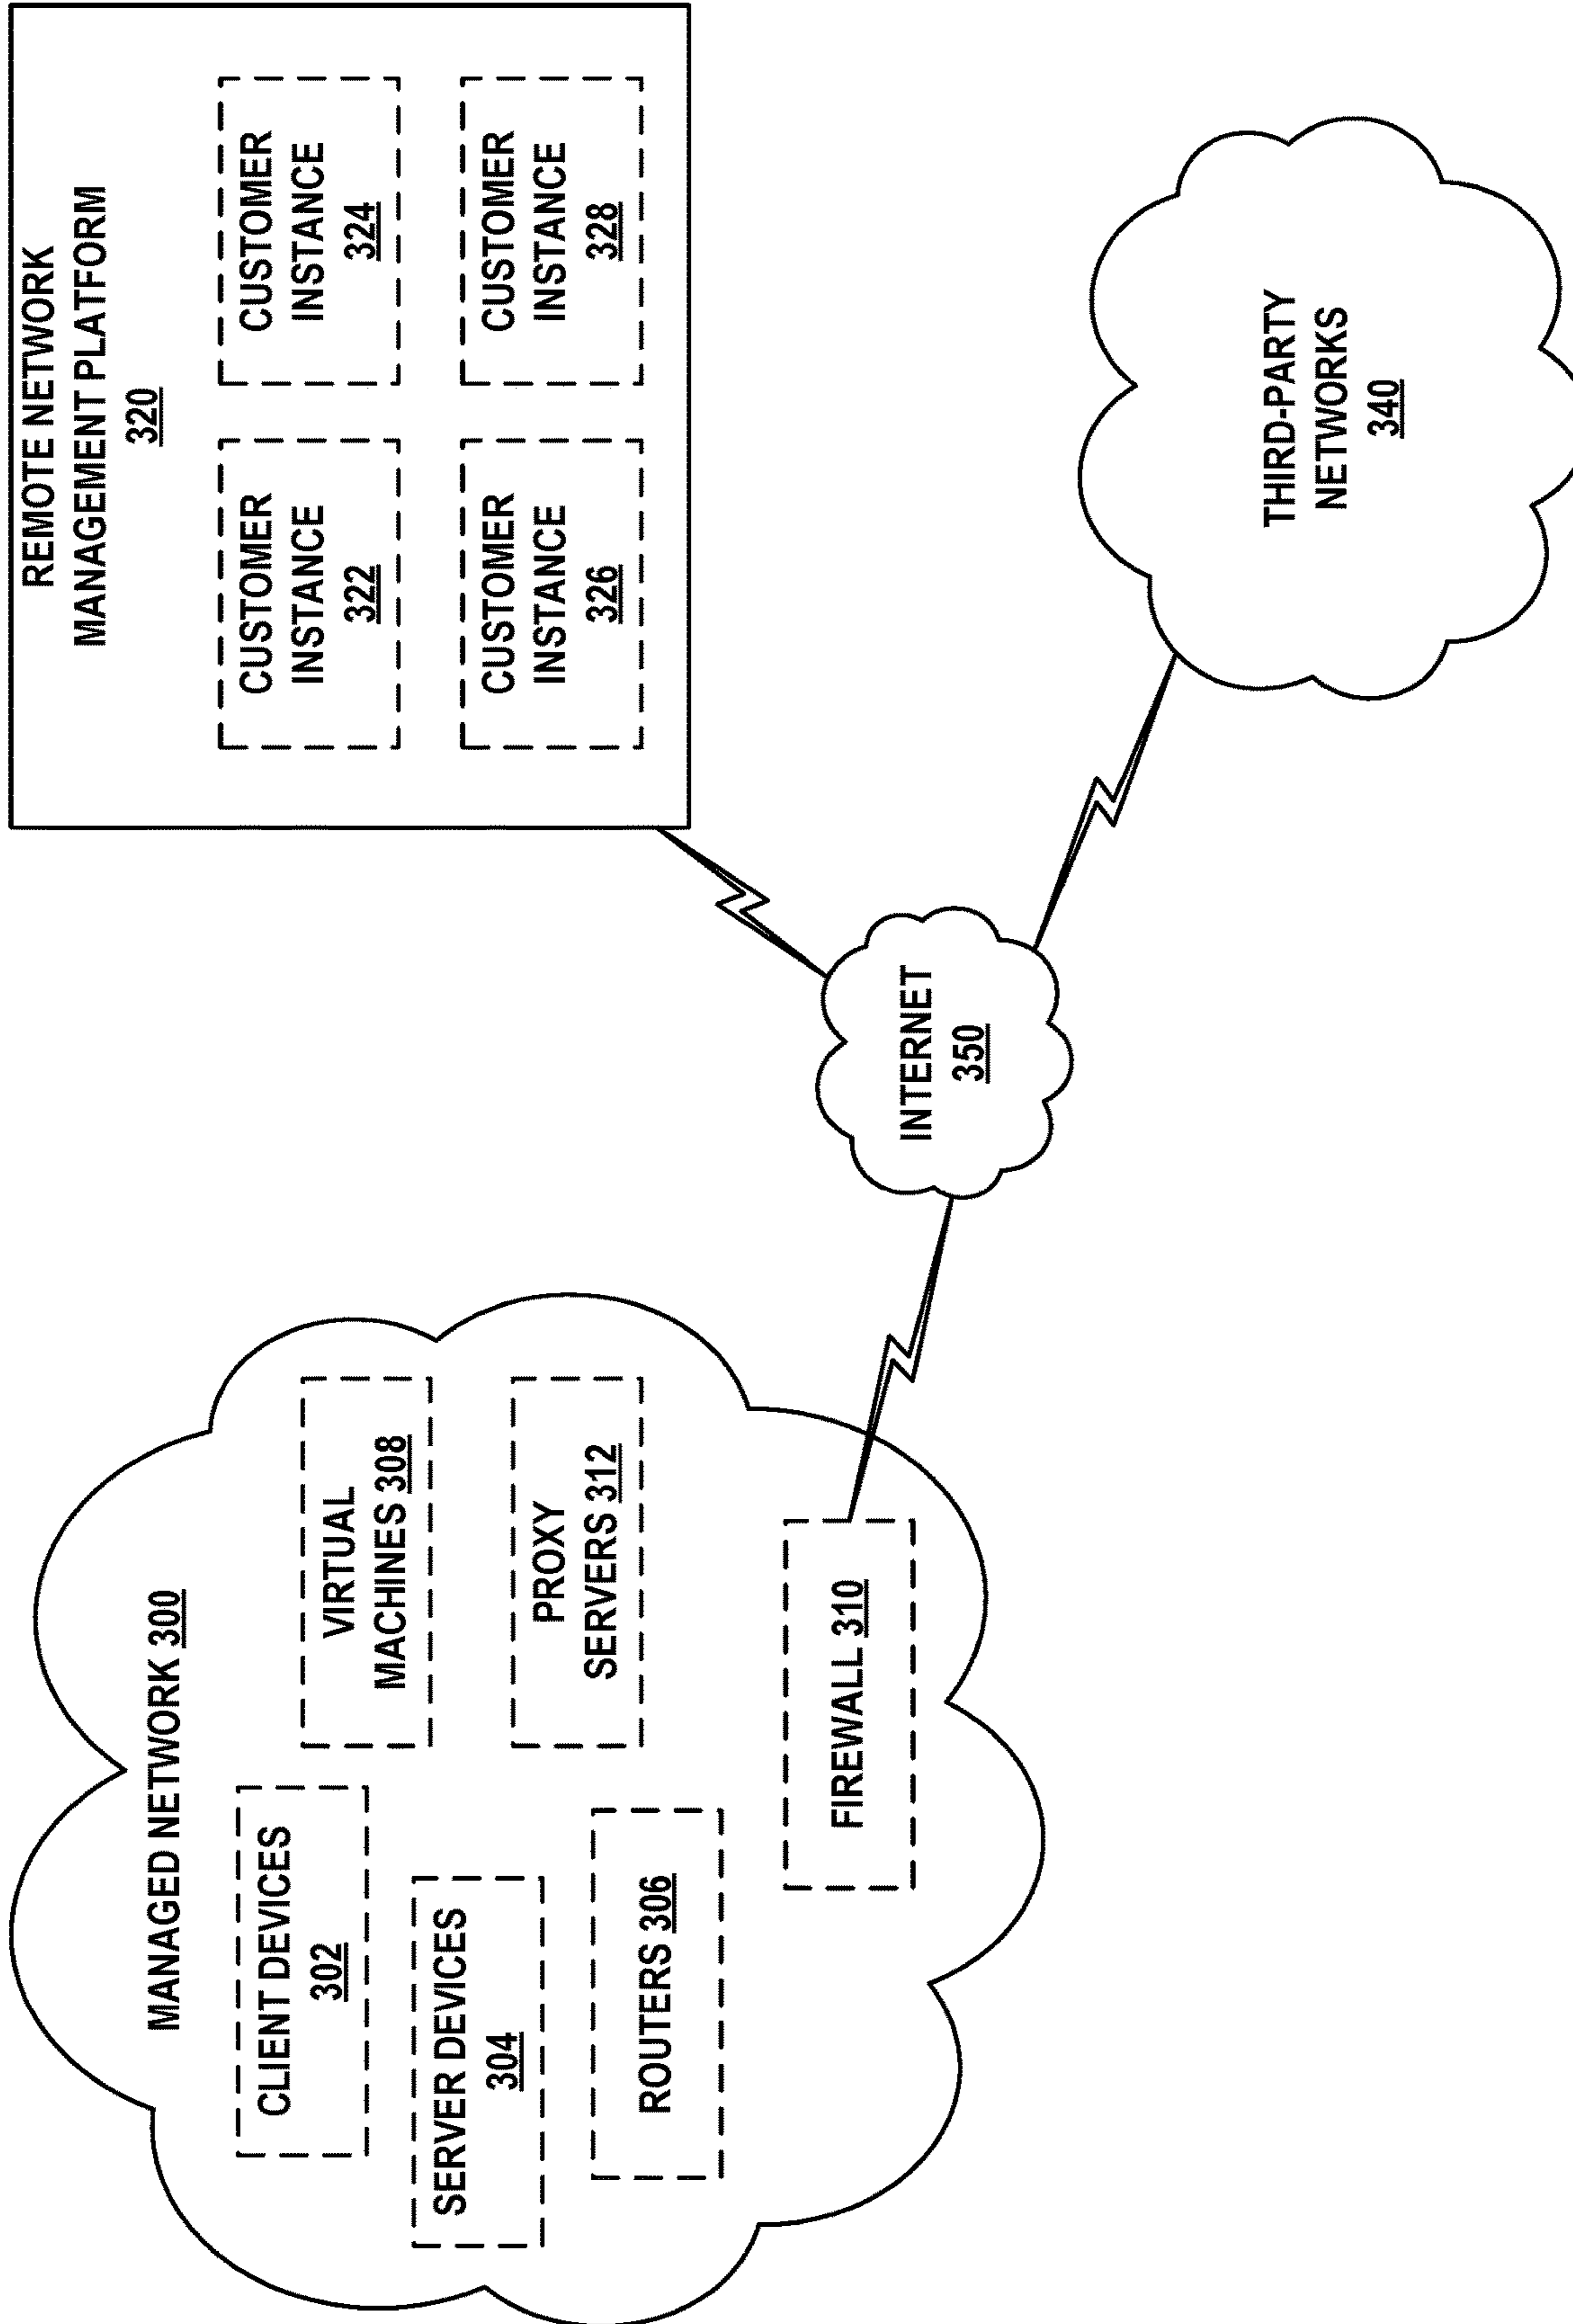 MANAGED NETWORK 300
CLIENT DEVICES
302
SERVER DEVICES
304
ROUTERS 306
VIRTUAL
MACHINES 308
PROXY
SERVERS 312
FIREWALL 310
INTERNET
350
REMOTE NETWORK
MANAGEMENT PLATFORM
320
CUSTOMER
INSTANCE
322
CUSTOMER
INSTANCE
324
CUSTOMER
INSTANCE
326
CUSTOMER
INSTANCE
328
THIRD-PARTY
NETWORKS
340